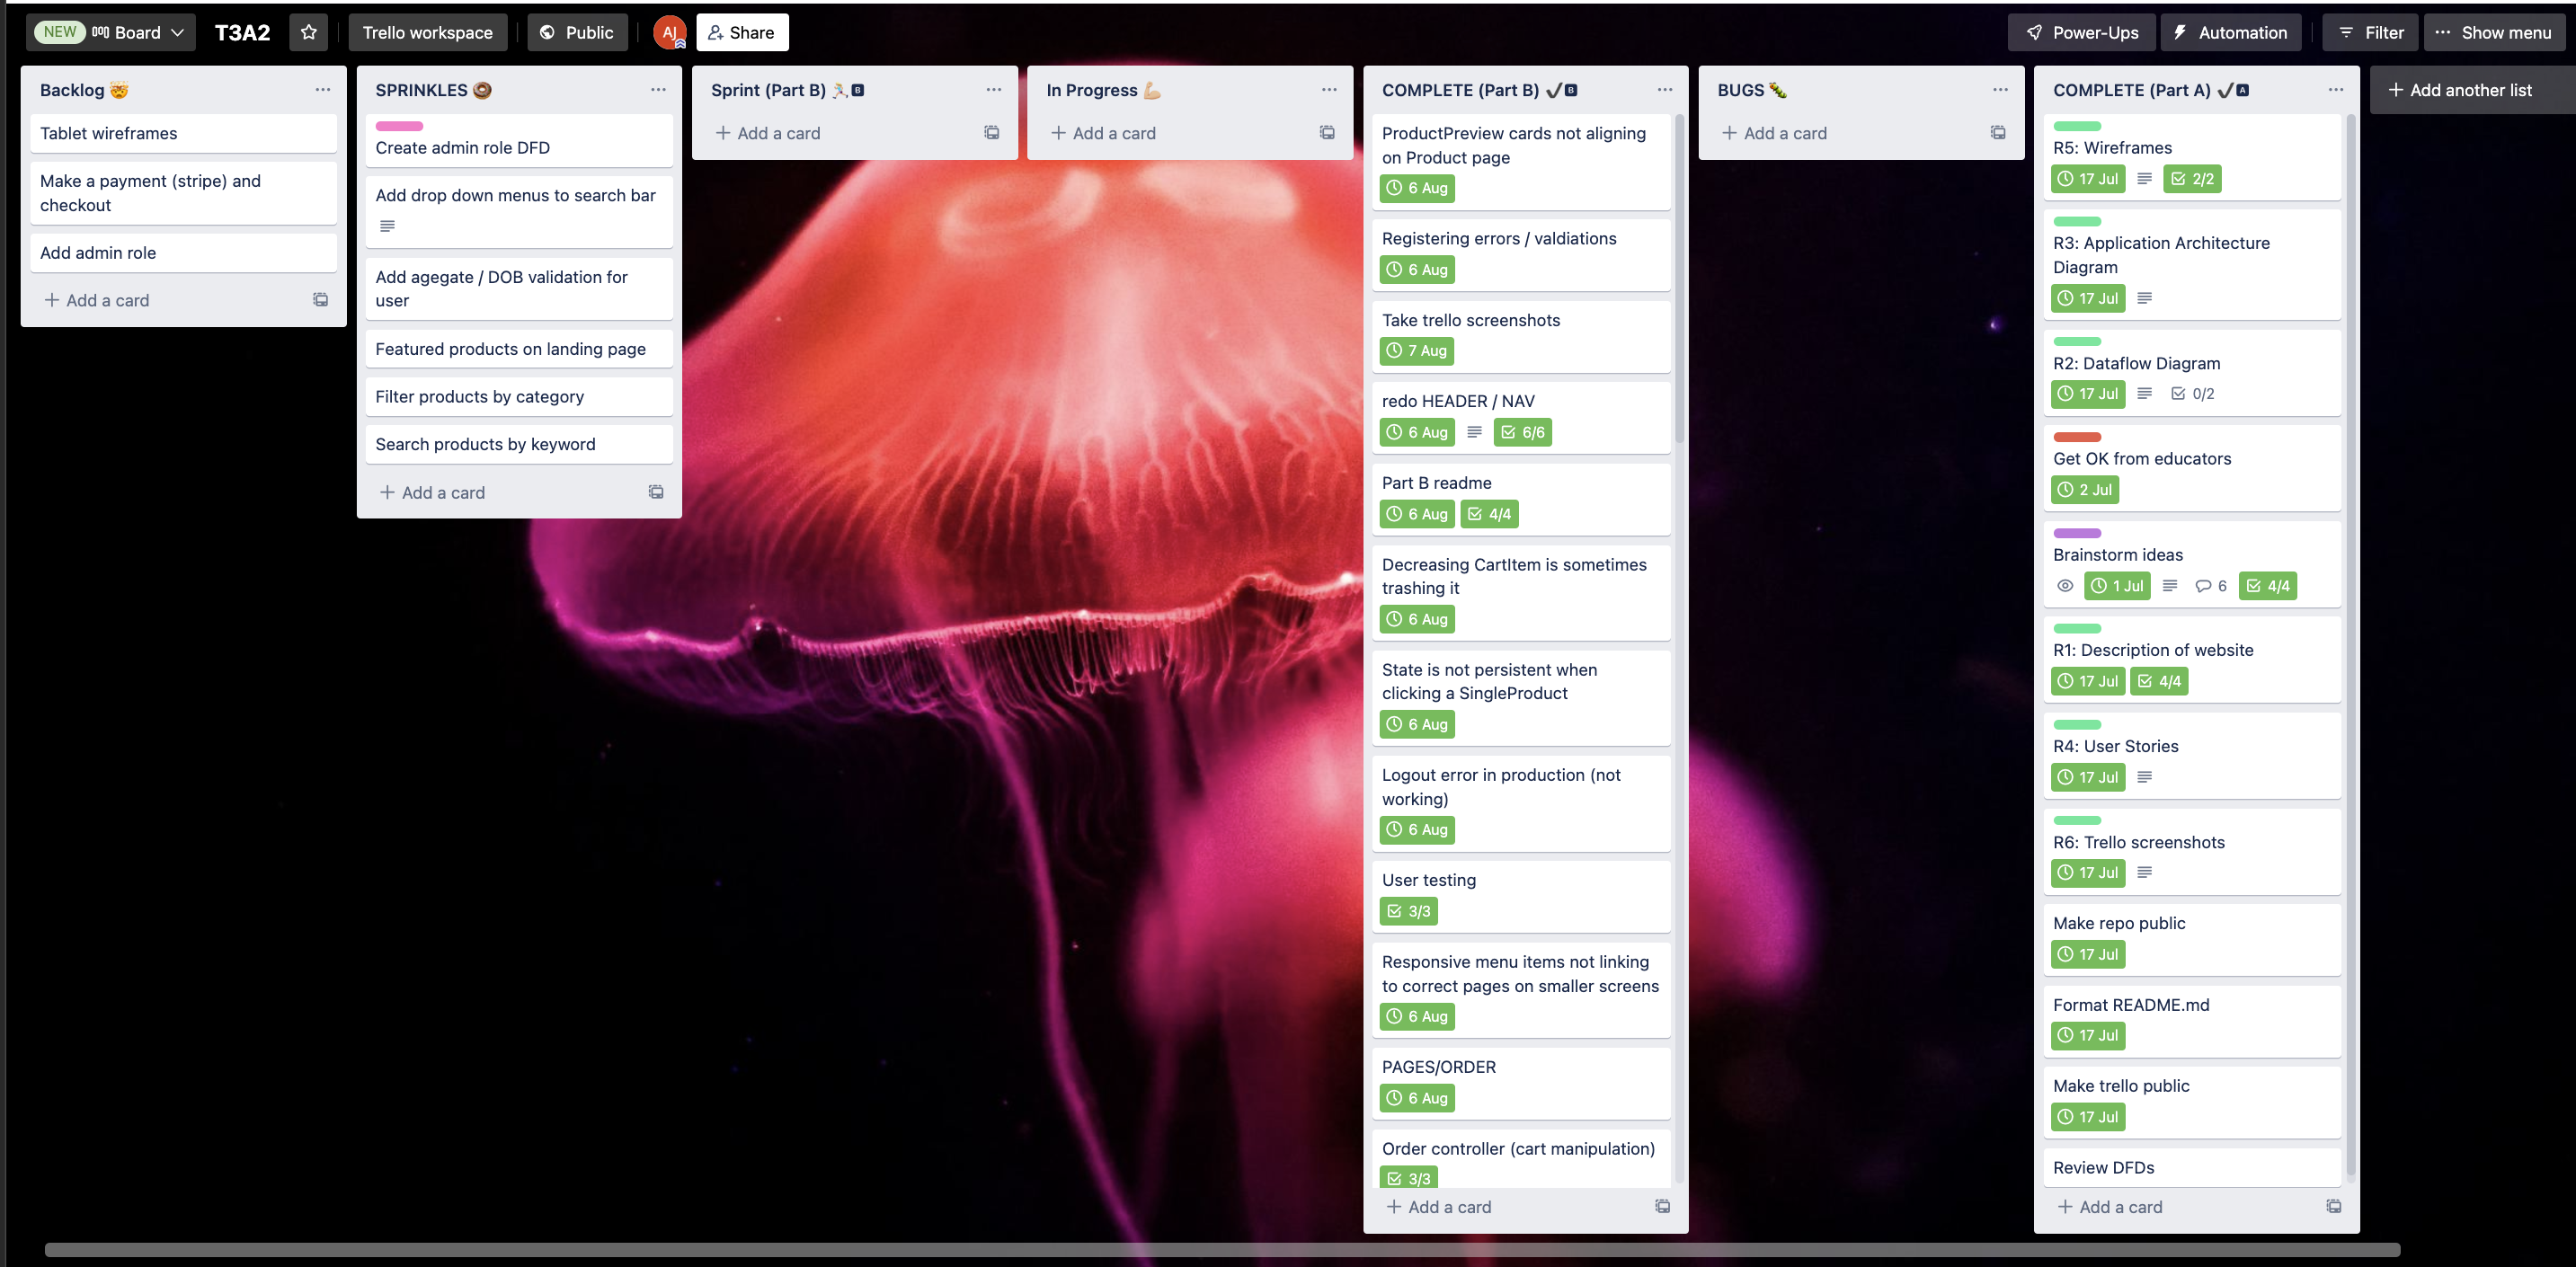 NEW Board T3A2 Trello workspace Public AJ Share Power-Ups Automation Filter Show menu
Backlog 🤯
Tablet wireframes
Make a payment (stripe) and
checkout
Add admin role
Add a card
SPRINKLES 🍩
Create admin role DFD
Add drop down menus to search bar
Add agegate / DOB validation for
user
Featured products on landing page
Filter products by category
Search products by keyword
Add a card
Sprint (Part B) 🏃🏻 B
Add a card
In Progress 💪🏼
Add a card
COMPLETE (Part B) ✔️ B
ProductPreview cards not aligning
on Product page
6 Aug
Registering errors / valdiations
6 Aug
Take trello screenshots
7 Aug
redo HEADER / NAV
6 Aug 6/6
Part B readme
6 Aug 4/4
Decreasing CartItem is sometimes
trashing it
6 Aug
State is not persistent when
clicking a SingleProduct
6 Aug
Logout error in production (not
working)
6 Aug
User testing
3/3
Responsive menu items not linking
to correct pages on smaller screens
6 Aug
PAGES/ORDER
6 Aug
Order controller (cart manipulation)
3/3
Add a card
BUGS 🐛
Add a card
COMPLETE (Part A) ✔️ A
R5: Wireframes
17 Jul 2/2
R3: Application Architecture
Diagram
17 Jul
R2: Dataflow Diagram
17 Jul 0/2
Get OK from educators
2 Jul
Brainstorm ideas
1 Jul 6 4/4
R1: Description of website
17 Jul 4/4
R4: User Stories
17 Jul
R6: Trello screenshots
17 Jul
Make repo public
17 Jul
Format README.md
17 Jul
Make trello public
17 Jul
Review DFDs
Add a card
Add another list